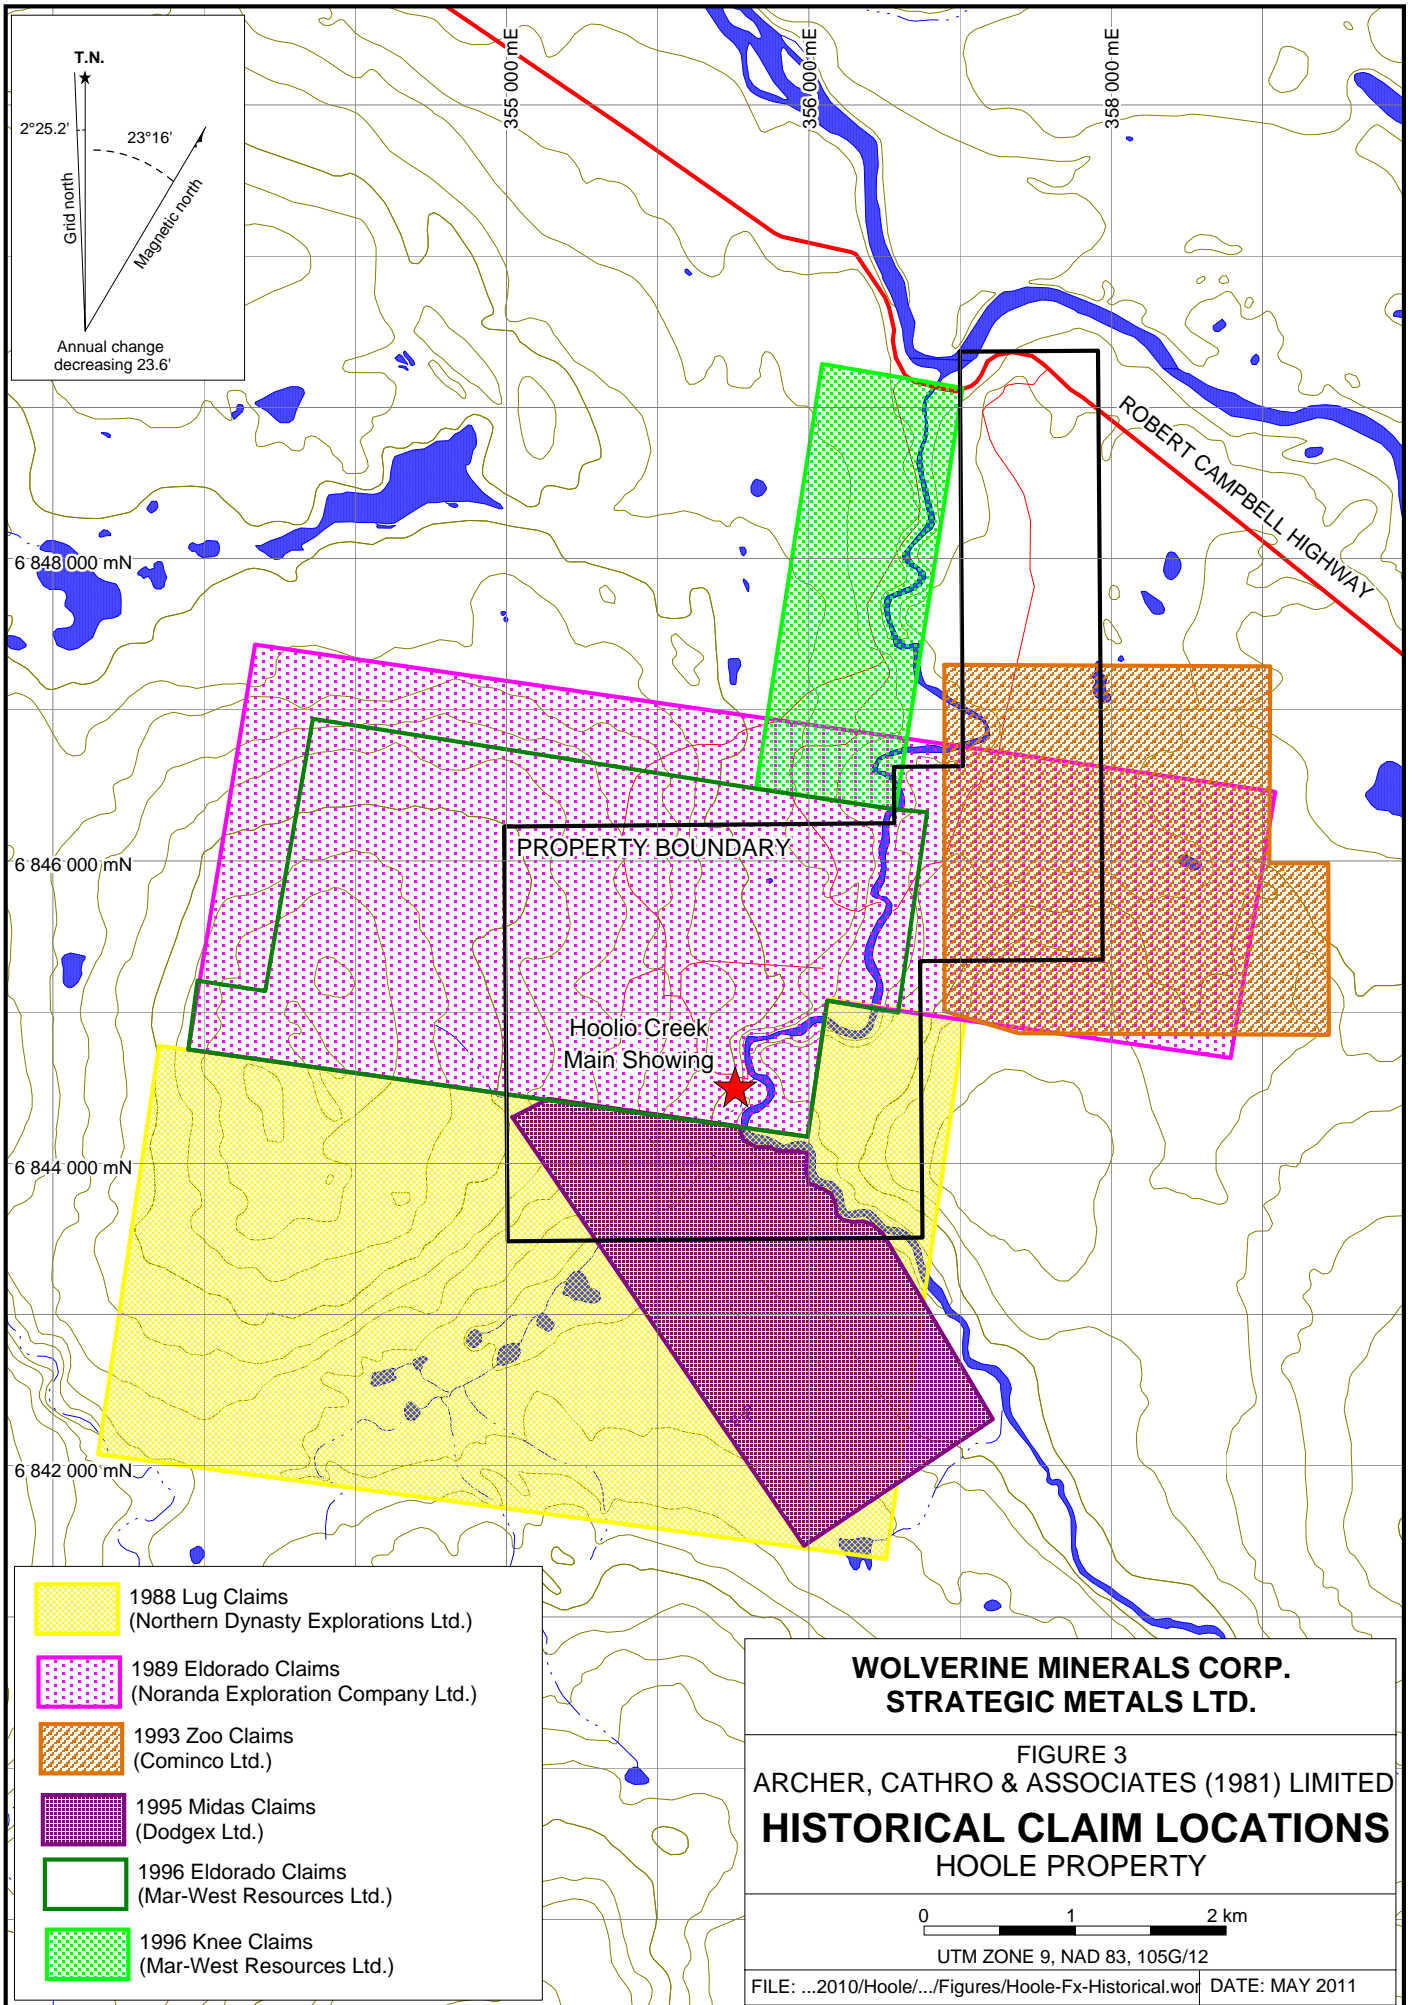 T.N.
2°25.2'
23°16'
Grid north
Magnetic north
Annual change
decreasing 23.6'
355 000 mE
356 000 mE
358 000 mE
ROBERT CAMPBELL HIGHWAY
6 848 000 mN
6 846 000 mN
PROPERTY BOUNDARY
Hoolio Creek
Main Showing
6 844 000 mN
6 842 000 mN
1988 Lug Claims
(Northern Dynasty Explorations Ltd.)
1989 Eldorado Claims
(Noranda Exploration Company Ltd.)
1993 Zoo Claims
(Cominco Ltd.)
1995 Midas Claims
(Dodgex Ltd.)
1996 Eldorado Claims
(Mar-West Resources Ltd.)
1996 Knee Claims
(Mar-West Resources Ltd.)
WOLVERINE MINERALS CORP.
STRATEGIC METALS LTD.
FIGURE 3
ARCHER, CATHRO & ASSOCIATES (1981) LIMITED
HISTORICAL CLAIM LOCATIONS
HOOLE PROPERTY
0 1 2 km
UTM ZONE 9, NAD 83, 105G/12
FILE: ...2010/Hoole/.../Figures/Hoole-Fx-Historical.wor DATE: MAY 2011